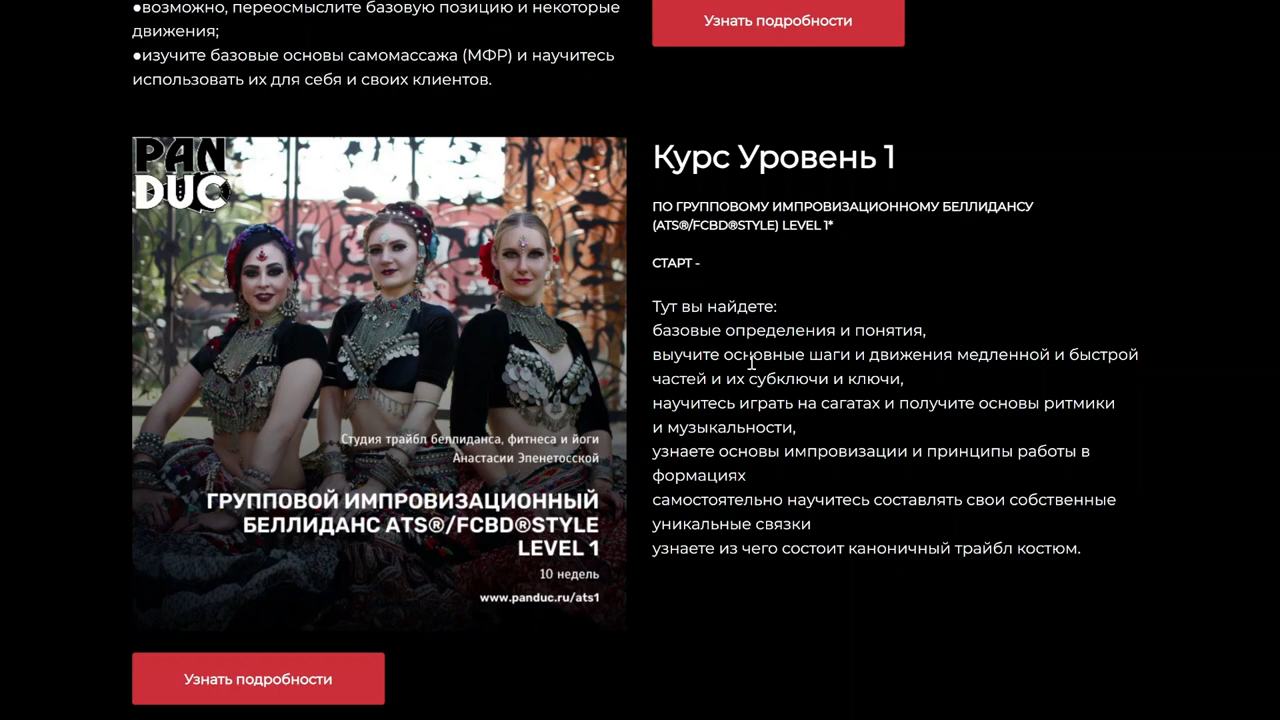 ●возможно, переосмыслите базовую позицию и некоторые
движения;
●изучите базовые основы самомассажа (МФР) и научитесь
использовать их для себя и своих клиентов.
Узнать подробности
PAN
DUC
Студия трайбл беллиданса, фитнеса и йоги
Анастасии Эпенетосской
ГРУППОВОЙ ИМПРОВИЗАЦИОННЫЙ
БЕЛЛИДАНС ATS®/FCBD®STYLE
LEVEL 1
10 недель
www.panduc.ru/ats1
Узнать подробности
Курс Уровень 1
ПО ГРУППОВОМУ ИМПРОВИЗАЦИОННОМУ БЕЛЛИДАНСУ
(ATS®/FCBD®STYLE) LEVEL 1*
СТАРТ -
Тут вы найдете:
базовые определения и понятия,
выучите основные шаги и движения медленной и быстрой
частей и их субключи и ключи,
научитесь играть на сагатах и получите основы ритмики
и музыкальности,
узнаете основы импровизации и принципы работы в
формациях
самостоятельно научитесь составлять свои собственные
уникальные связки
узнаете из чего состоит каноничный трайбл костюм.